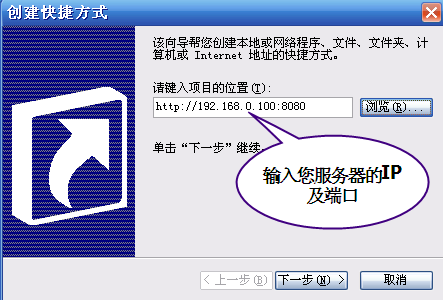 创建快捷方式
该向导帮您创建本地或网络程序、文件、文件夹、计
算机或 Internet 地址的快捷方式。
请键入项目的位置(T):
http://192.168.0.100:8080
浏览(R)...
单击“下一步”继续。
输入您服务器的IP
及端口
< 上一步(B)
下一步(N) >
取消